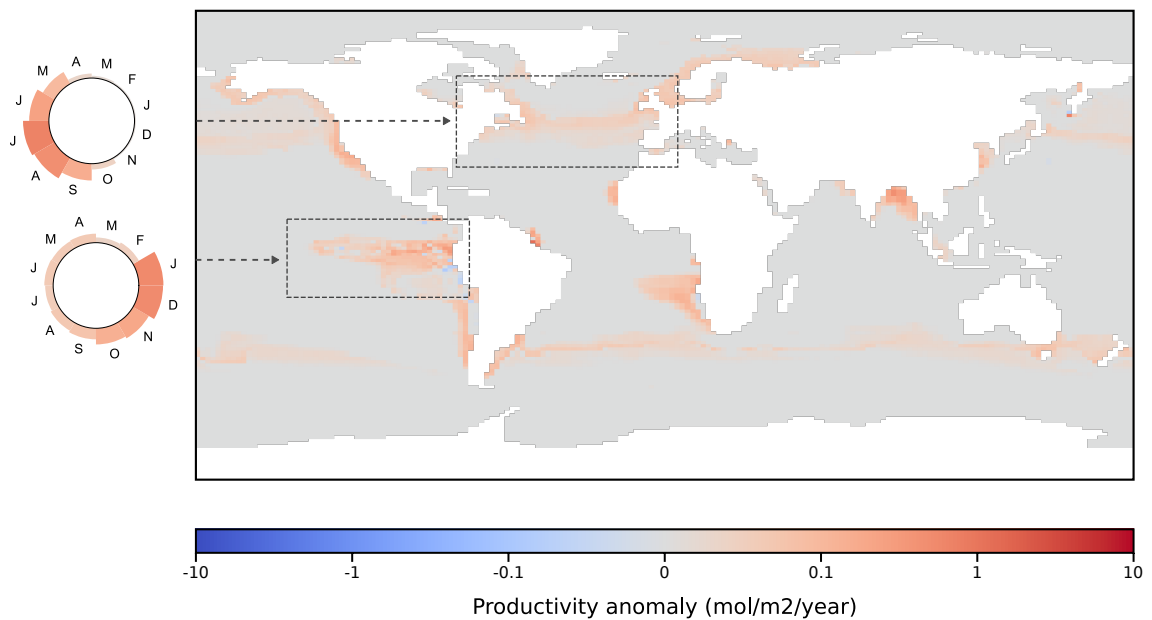 M A M F J D N O S A J J
M A M F J D N O S A J J
-10 -1 -0.1 0 0.1 1 10
Productivity anomaly (mol/m2/year)